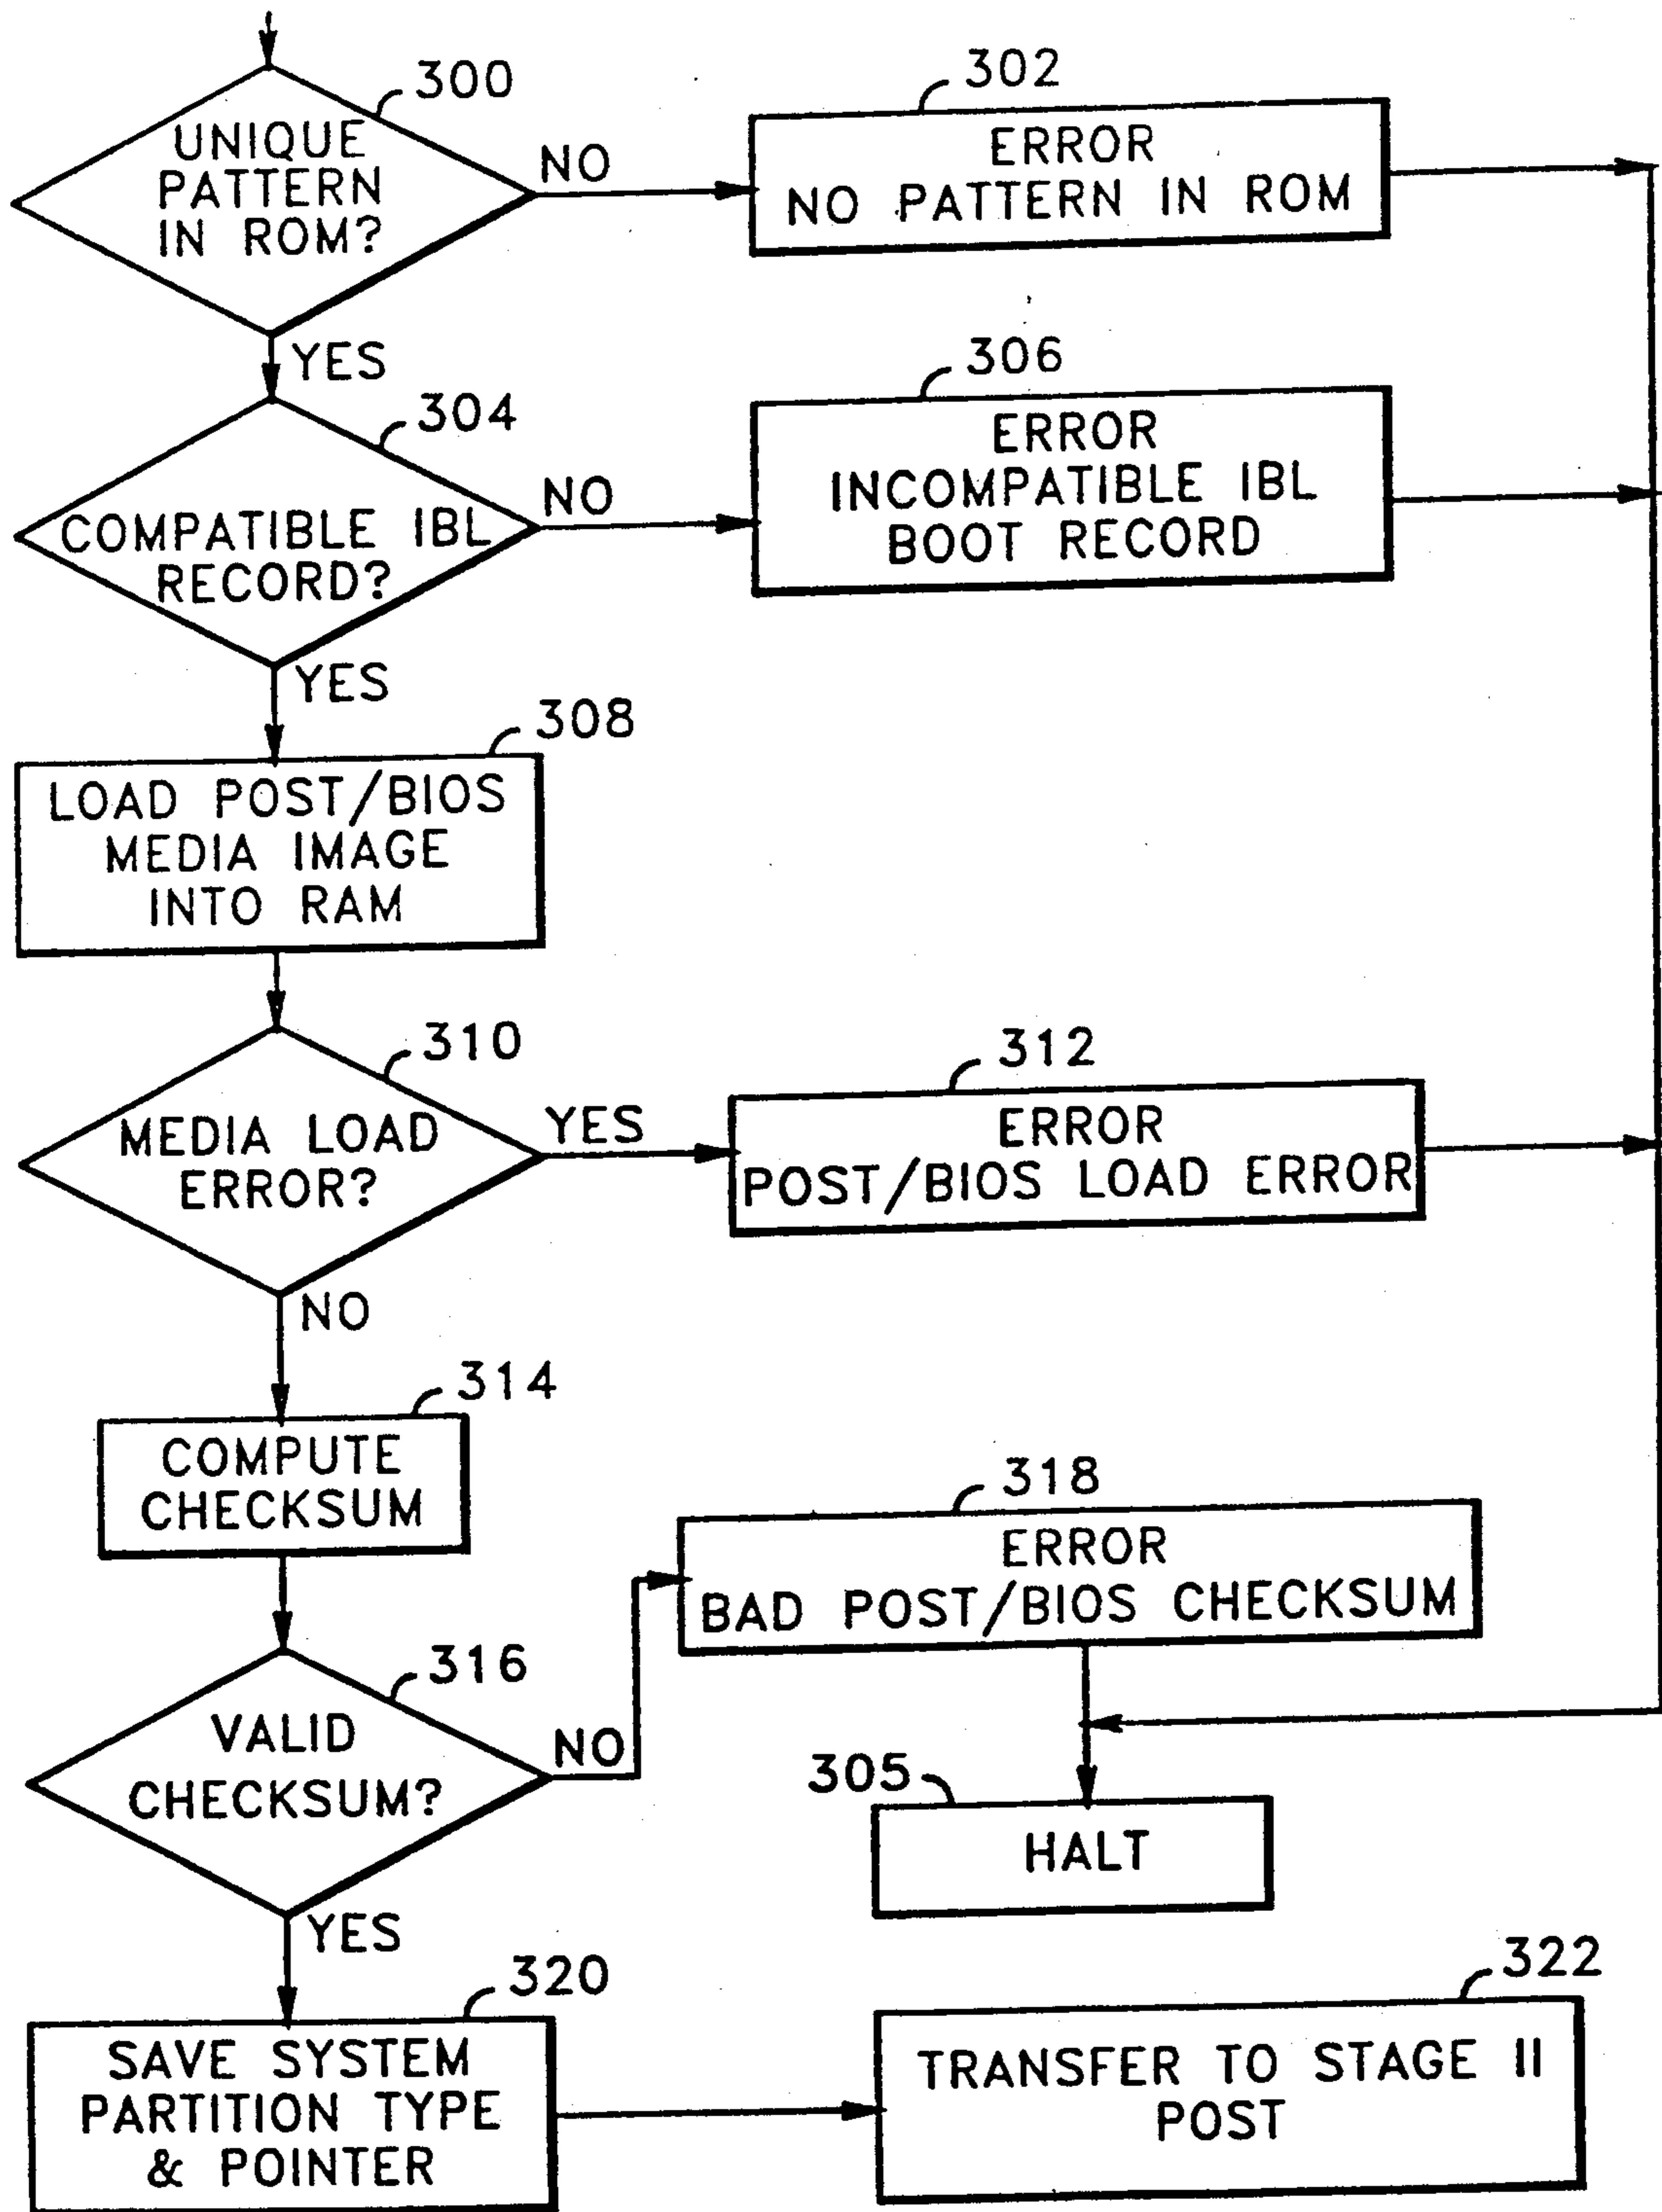 300
UNIQUE
PATTERN
IN ROM?
NO
302
ERROR
NO PATTERN IN ROM
YES
304
COMPATIBLE IBL
RECORD?
NO
306
ERROR
INCOMPATIBLE IBL
BOOT RECORD
YES
308
LOAD POST/BIOS
MEDIA IMAGE
INTO RAM
310
MEDIA LOAD
ERROR?
YES
312
ERROR
POST/BIOS LOAD ERROR
NO
314
COMPUTE
CHECKSUM
316
VALID
CHECKSUM?
NO
318
ERROR
BAD POST/BIOS CHECKSUM
305
HALT
YES
320
SAVE SYSTEM
PARTITION TYPE
& POINTER
322
TRANSFER TO STAGE II
POST